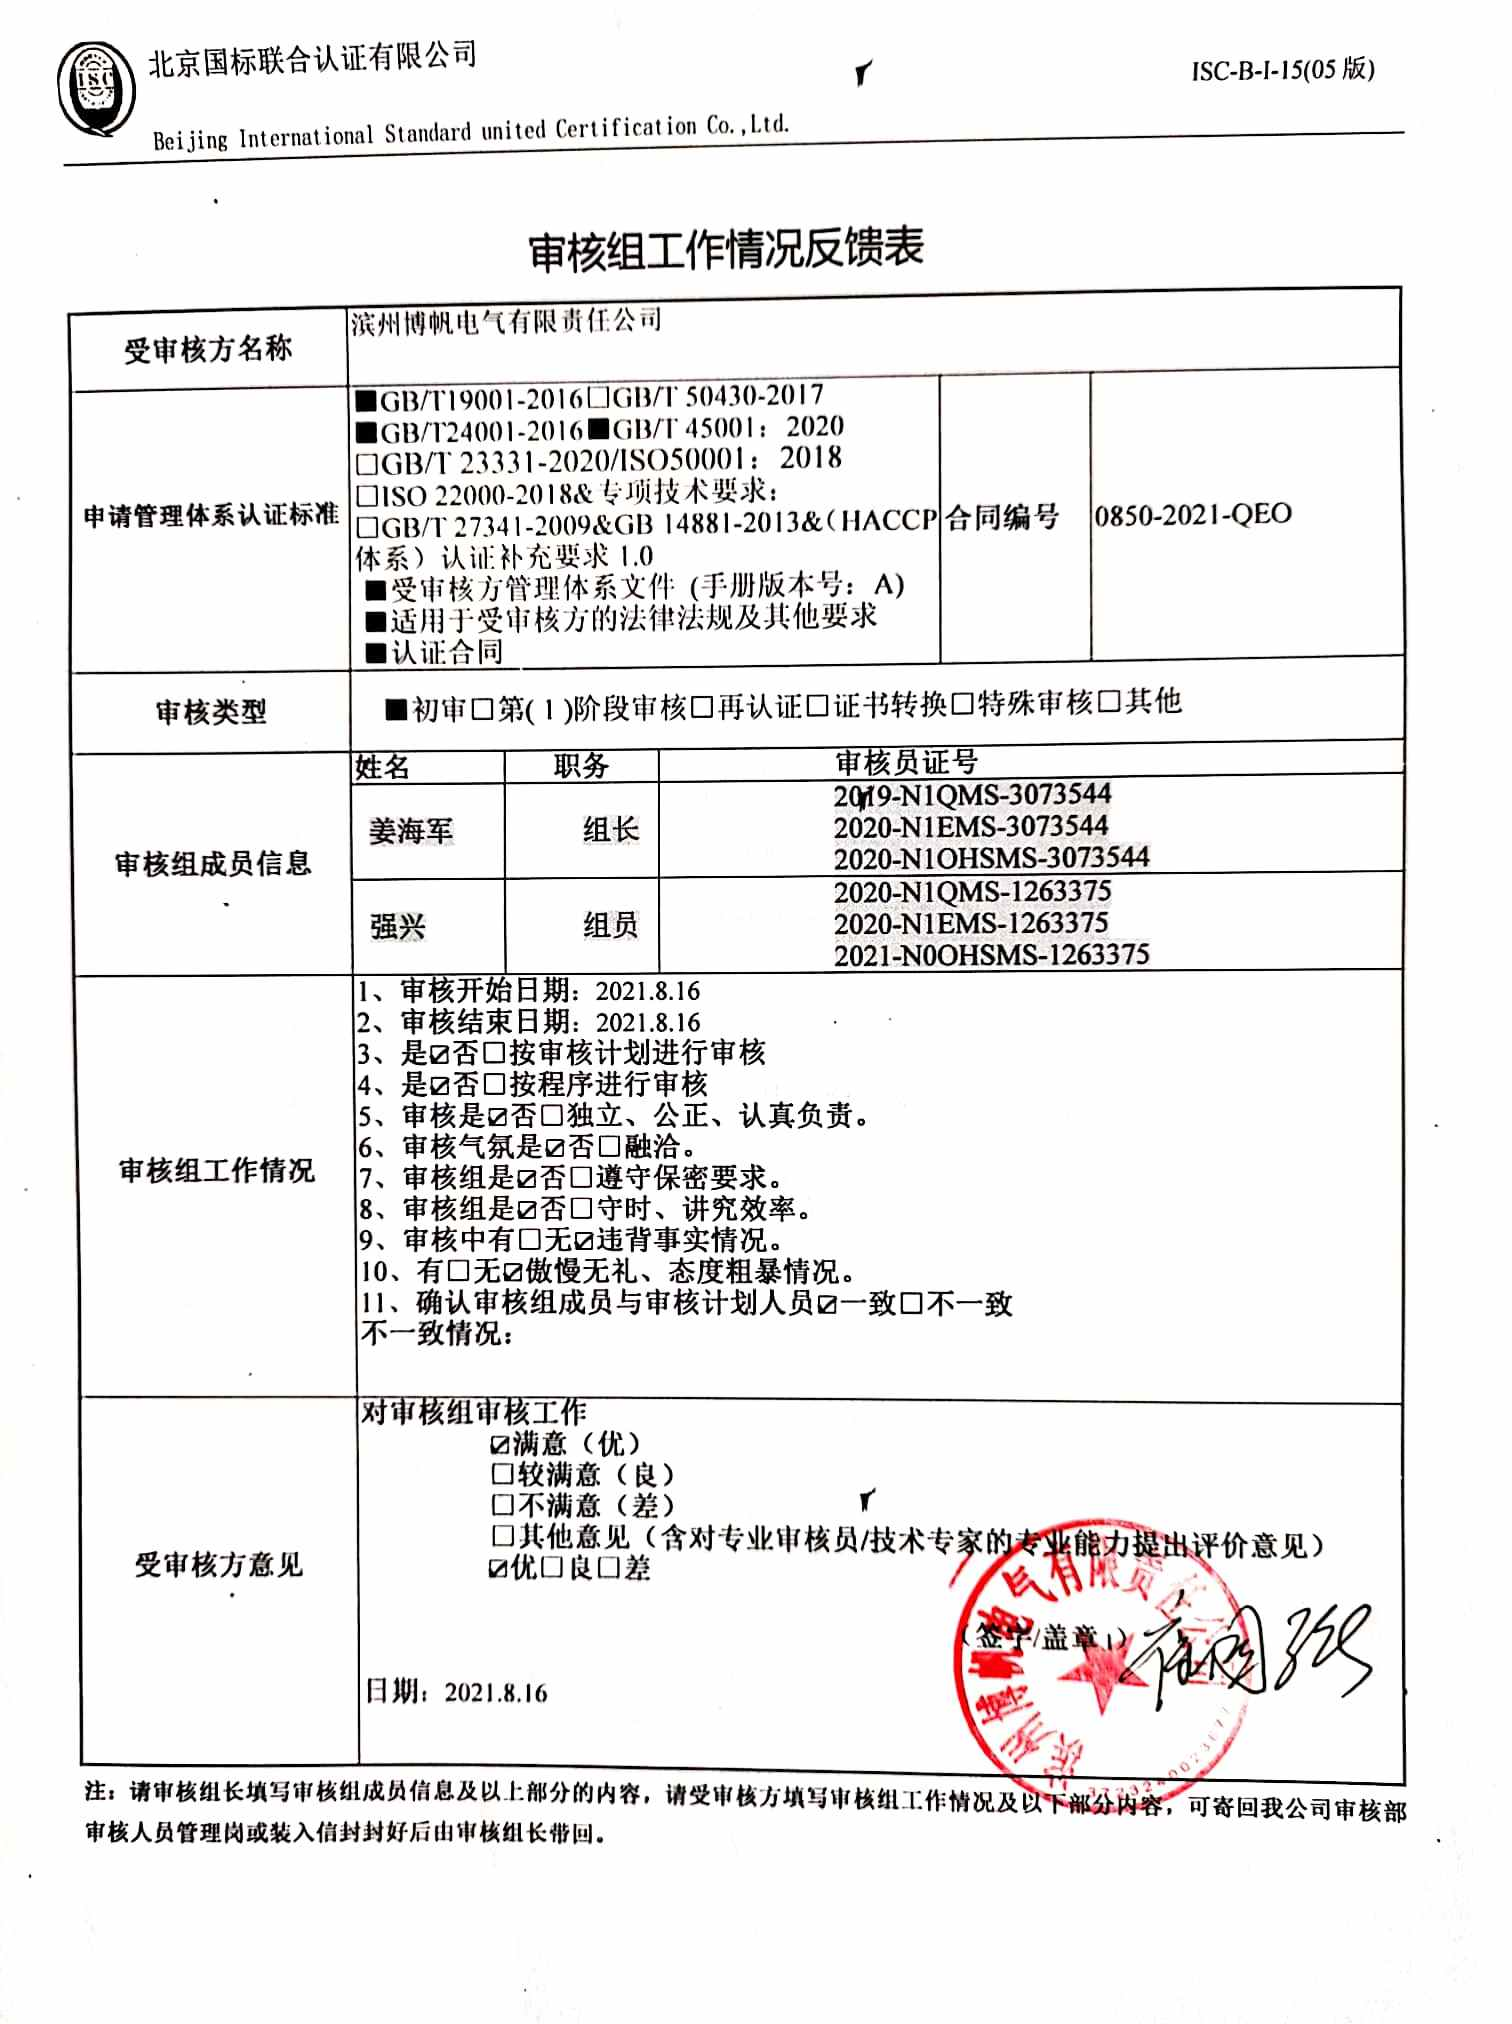 ISC
北京国标联合认证有限公司
ISC-B-I-15(05 版)
Beijing International Standard united Certification Co.,Ltd.
审核组工作情况反馈表
受审核方名称
滨州博帆电气有限责任公司
申请管理体系认证标准
■GB/T19001-2016□GB/T 50430-2017
■GB/T24001-2016■GB/T 45001：2020
□GB/T 23331-2020/ISO50001：2018
□ISO 22000-2018&专项技术要求：
□GB/T 27341-2009&GB 14881-2013&（HACCP
体系）认证补充要求 1.0
■受审核方管理体系文件（手册版本号：A）
■适用于受审核方的法律法规及其他要求
■认证合同
合同编号
0850-2021-QEO
审核类型
■初审□第( 1 )阶段审核□再认证□证书转换□特殊审核□其他
审核组成员信息
姓名 职务 审核员证号
姜海军 组长
2019-N1QMS-3073544
2020-N1EMS-3073544
2020-N1OHSMS-3073544
强兴 组员
2020-N1QMS-1263375
2020-N1EMS-1263375
2021-N0OHSMS-1263375
审核组工作情况
1、审核开始日期：2021.8.16
2、审核结束日期：2021.8.16
3、是☑否□按审核计划进行审核
4、是☑否□按程序进行审核
5、审核是☑否□独立、公正、认真负责。
6、审核气氛是☑否□融洽。
7、审核组是☑否□遵守保密要求。
8、审核组是☑否□守时、讲究效率。
9、审核中有□无☑违背事实情况。
10、有□无☑傲慢无礼、态度粗暴情况。
11、确认审核组成员与审核计划人员☑一致□不一致
不一致情况：
受审核方意见
对审核组审核工作
☑满意（优）
□较满意（良）
□不满意（差）
□其他意见（含对专业审核员/技术专家的专业能力提出评价意见）
☑优□良□差
（签字/盖章）
滨州博帆电气有限责任公司
日期：2021.8.16
注：请审核组长填写审核组成员信息及以上部分的内容，请受审核方填写审核组工作情况及以下部分内容，可寄回我公司审核部
审核人员管理岗或装入信封封好后由审核组长带回。